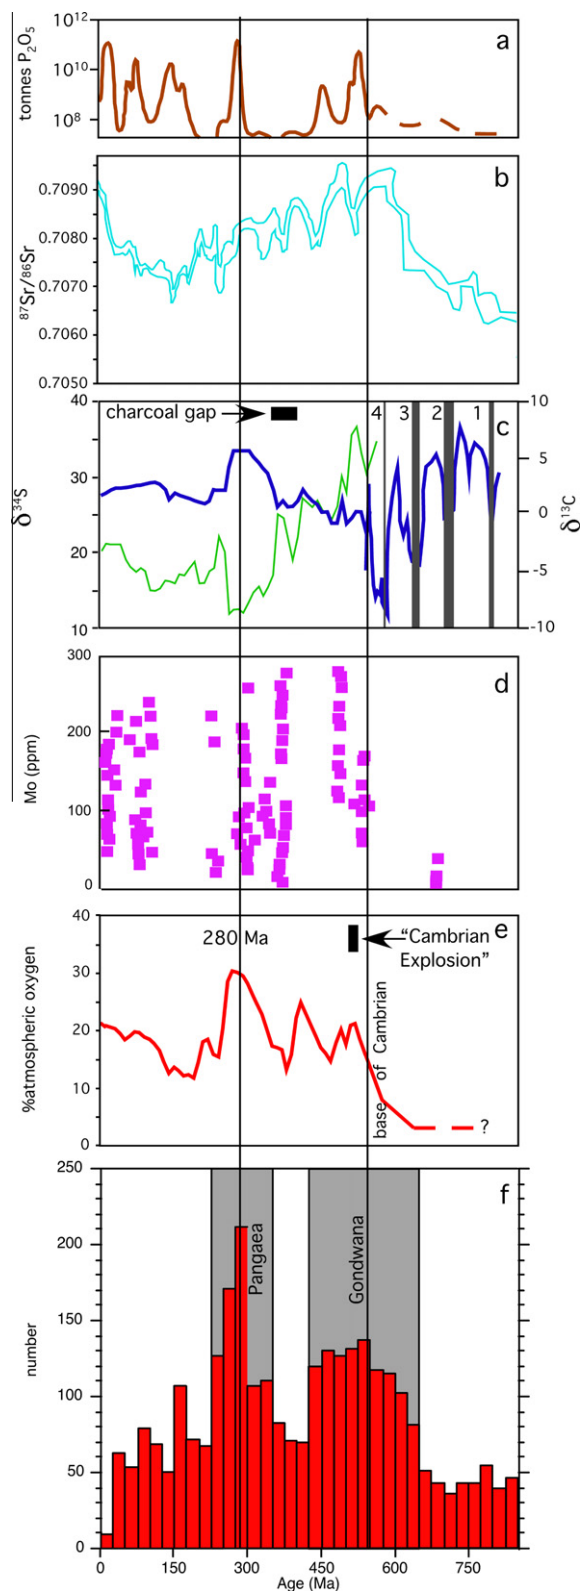 a
10¹²
10¹⁰
10⁸
tonnes P₂O₅
b
0.7090
0.7080
0.7070
0.7060
0.7050
⁸⁷Sr/⁸⁶Sr
40
30
20
10
δ³⁴S
charcoal gap
4
3
2
1
c
10
5
0
-5
-10
δ¹³C
d
300
200
100
0
Mo (ppm)
e
40
30
20
10
0
%atmospheric oxygen
280 Ma
"Cambrian
Explosion"
base of Cambrian
?
f
250
200
150
100
50
0
number
Pangaea
Gondwana
0 150 300 450 600 750
Age (Ma)